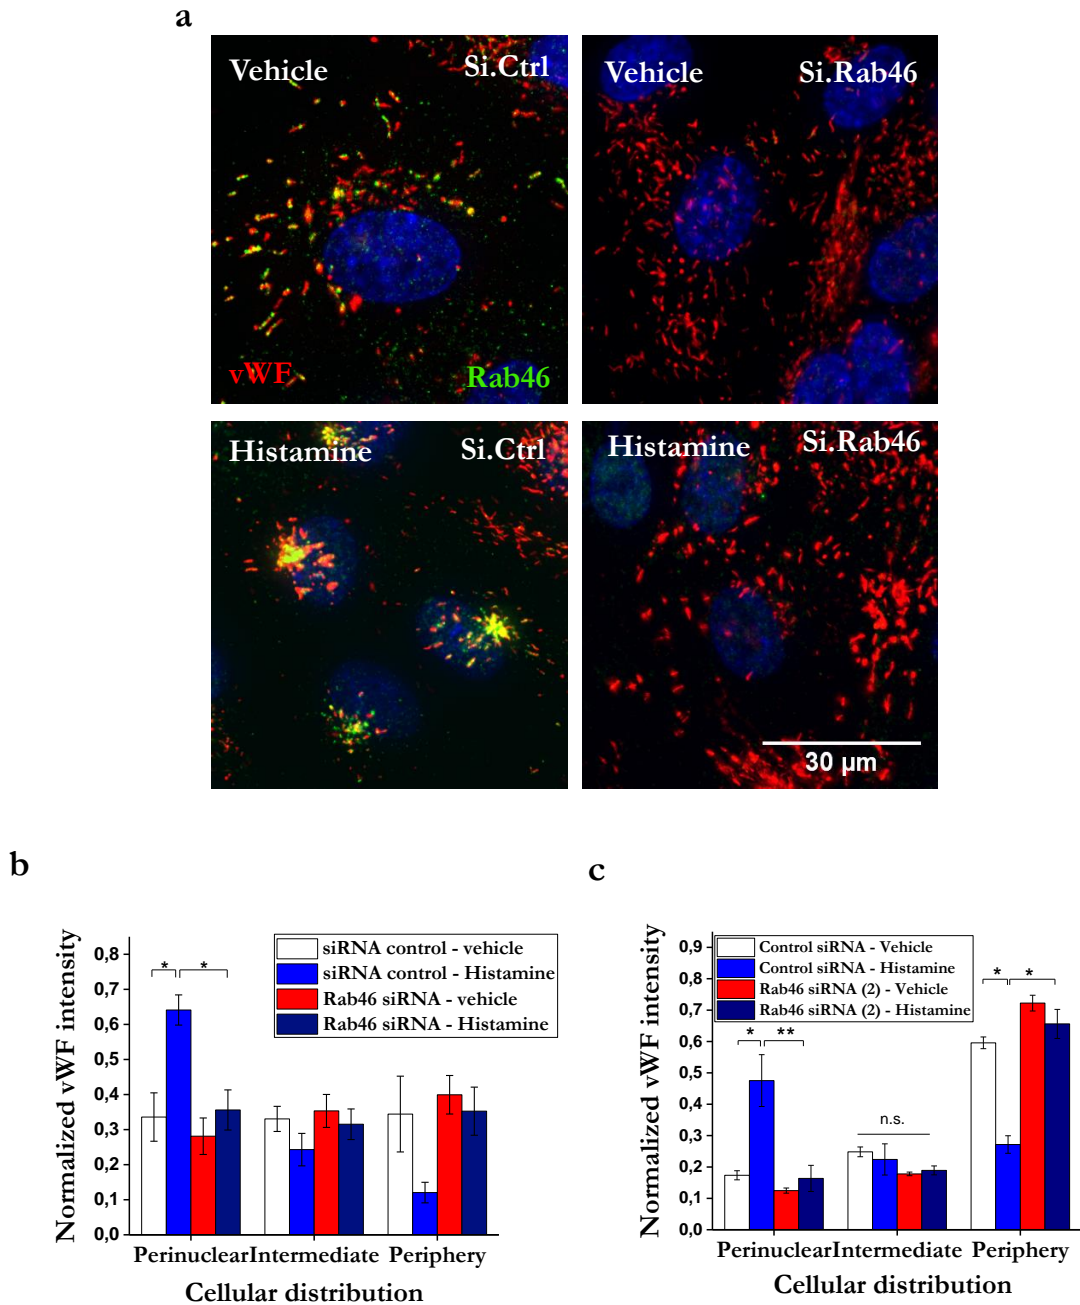 a
Vehicle Si.Ctrl
vWF Rab46
Vehicle Si.Rab46
Histamine Si.Ctrl
Histamine Si.Rab46
30 µm
b
Normalized vWF intensity
0,8
0,7
0,6
0,5
0,4
0,3
0,2
0,1
0,0
* *
siRNA control - vehicle
siRNA control - Histamine
Rab46 siRNA - vehicle
Rab46 siRNA - Histamine
Perinuclear Intermediate Periphery
Cellular distribution
c
Normalized vWF intensity
0,9
0,8
0,7
0,6
0,5
0,4
0,3
0,2
0,1
0,0
Control siRNA - Vehicle
Control siRNA - Histamine
Rab46 siRNA (2) - Vehicle
Rab46 siRNA (2) - Histamine
* **
n.s.
* *
Perinuclear Intermediate Periphery
Cellular distribution